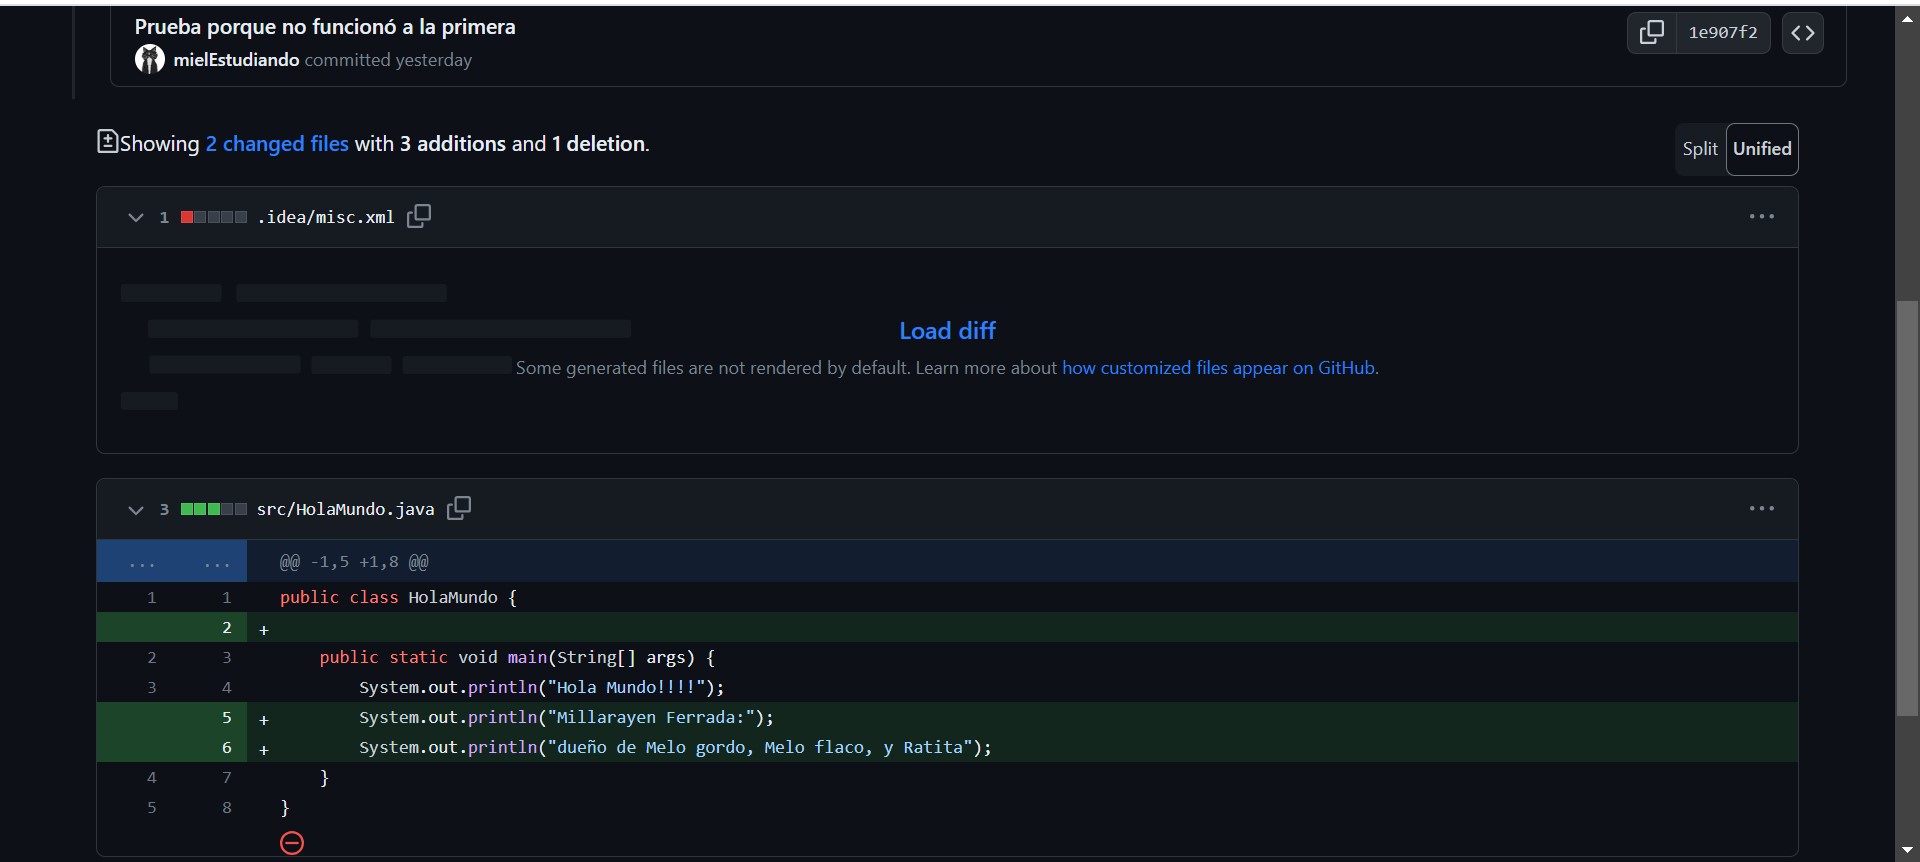 Prueba porque no funcionó a la primera
mielEstudiando committed yesterday
1e907f2
Showing 2 changed files with 3 additions and 1 deletion.
Split Unified
1 .idea/misc.xml
Load diff
Some generated files are not rendered by default. Learn more about how customized files appear on GitHub.
3 src/HolaMundo.java
... ... @@ -1,5 +1,8 @@
1 1 public class HolaMundo {
2 +
2 3 public static void main(String[] args) {
3 4 System.out.println("Hola Mundo!!!!");
5 + System.out.println("Millarayen Ferrada:");
6 + System.out.println("dueño de Melo gordo, Melo flaco, y Ratita");
4 7 }
5 8 }